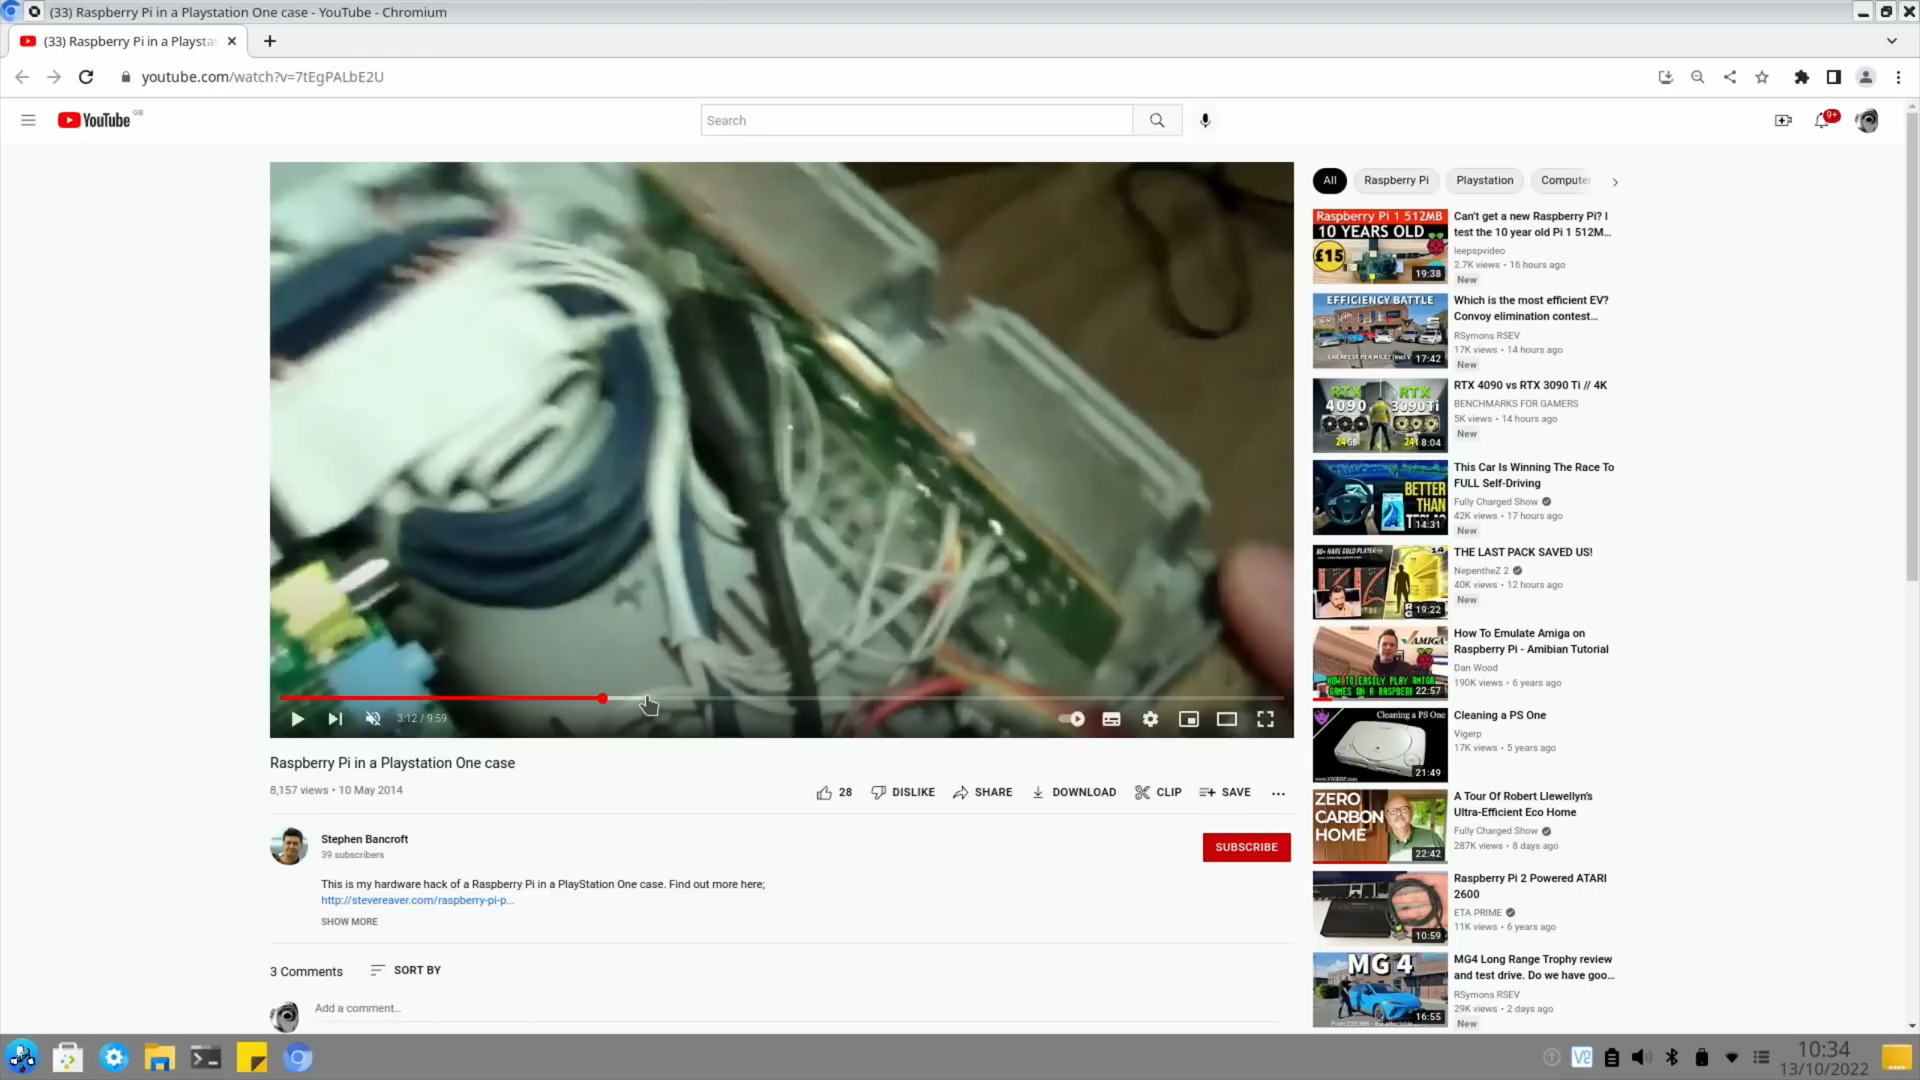 (33) Raspberry Pi in a Playstation One case - YouTube - Chromium
(33) Raspberry Pi in a Playsta
youtube.com/watch?v=7tEgPALbE2U
YouTube GB
Search
9+
3:12 / 9:59
Raspberry Pi in a Playstation One case
8,157 views • 10 May 2014
28
DISLIKE
SHARE
DOWNLOAD
CLIP
SAVE
Stephen Bancroft
39 subscribers
SUBSCRIBE
This is my hardware hack of a Raspberry Pi in a PlayStation One case. Find out more here;
http://stevereaver.com/raspberry-pi-p...
SHOW MORE
3 Comments
SORT BY
Add a comment...
All
Raspberry Pi
Playstation
Computer
Raspberry Pi 1 512MB
10 YEARS OLD
£15
19:38
Can't get a new Raspberry Pi? I
test the 10 year old Pi 1 512M...
leepspvideo
2.7K views • 16 hours ago
New
EFFICIENCY BATTLE
17:42
Which is the most efficient EV?
Convoy elimination contest...
RSymons RSEV
17K views • 14 hours ago
New
RTX RTX
4090 3090Ti
24GB
8:04
RTX 4090 vs RTX 3090 Ti // 4K
BENCHMARKS FOR GAMERS
5K views • 14 hours ago
New
BETTER
THAN
14:31
This Car Is Winning The Race To
FULL Self-Driving
Fully Charged Show
42K views • 17 hours ago
New
19:22
THE LAST PACK SAVED US!
NepentheZ 2
40K views • 12 hours ago
New
AMIGA
HOW TO EASILY PLAY AMIGA
GAMES ON A RASPBERR
22:57
How To Emulate Amiga on
Raspberry Pi - Amibian Tutorial
Dan Wood
190K views • 6 years ago
Cleaning a PS One
21:49
Cleaning a PS One
Vigerp
17K views • 5 years ago
ZERO
CARBON
HOME
22:42
A Tour Of Robert Llewellyn's
Ultra-Efficient Eco Home
Fully Charged Show
287K views • 8 days ago
10:59
Raspberry Pi 2 Powered ATARI
2600
ETA PRIME
11K views • 6 years ago
MG 4
16:55
MG4 Long Range Trophy review
and test drive. Do we have goo...
RSymons RSEV
29K views • 2 days ago
New
10:34
13/10/2022